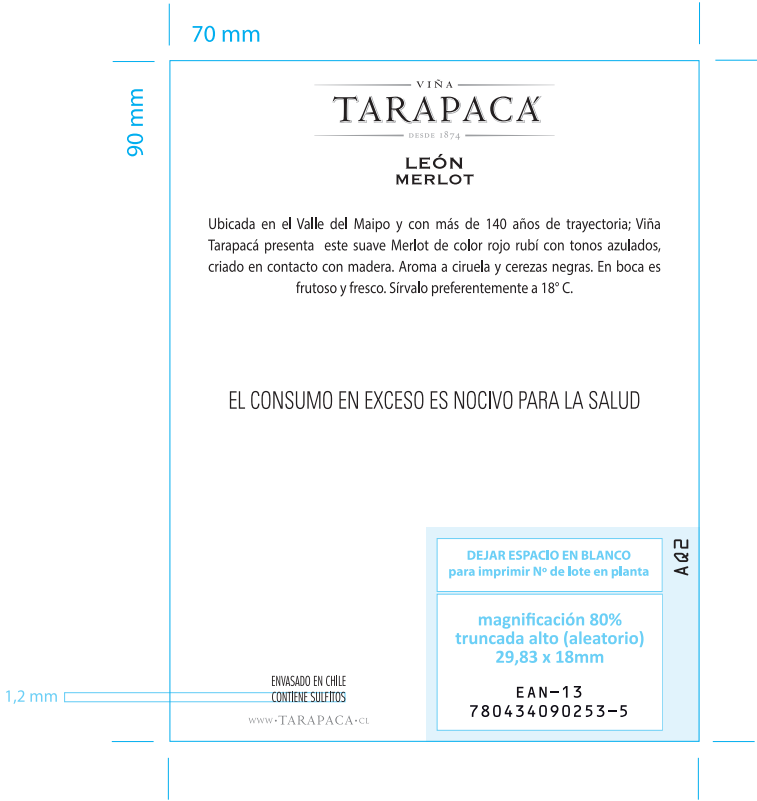 70 mm
90 mm
VIÑA
TARAPACÁ
DESDE 1874
LEÓN
MERLOT
Ubicada en el Valle del Maipo y con más de 140 años de trayectoria; Viña
Tarapacá presenta este suave Merlot de color rojo rubí con tonos azulados,
criado en contacto con madera. Aroma a ciruela y cerezas negras. En boca es
frutoso y fresco. Sírvalo preferentemente a 18° C.
EL CONSUMO EN EXCESO ES NOCIVO PARA LA SALUD
DEJAR ESPACIO EN BLANCO
para imprimir Nº de lote en planta
AQ2
magnificación 80%
truncada alto (aleatorio)
29,83 x 18mm
EAN-13
780434090253-5
ENVASADO EN CHILE
1,2 mm
CONTIENE SULFITOS
WWW·TARAPACA·CL